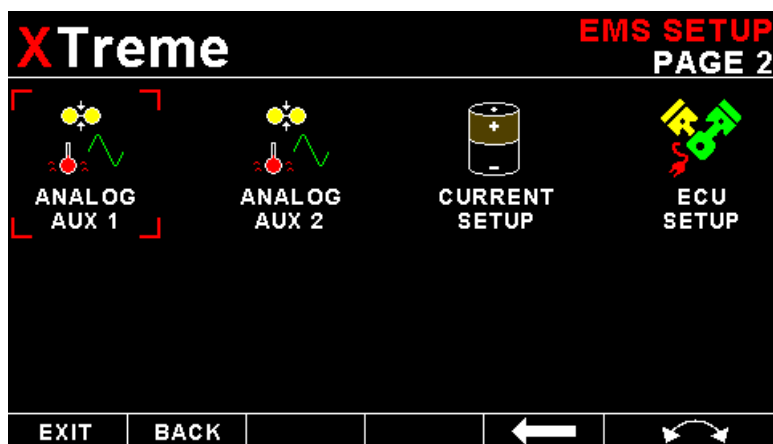 XTreme
EMS SETUP
PAGE 2
ANALOG
AUX 1
ANALOG
AUX 2
CURRENT
SETUP
ECU
SETUP
EXIT
BACK